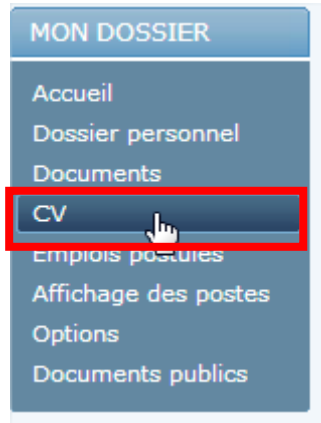 MON DOSSIER
Accueil
Dossier personnel
Documents
CV
Emplois postulés
Affichage des postes
Options
Documents publics